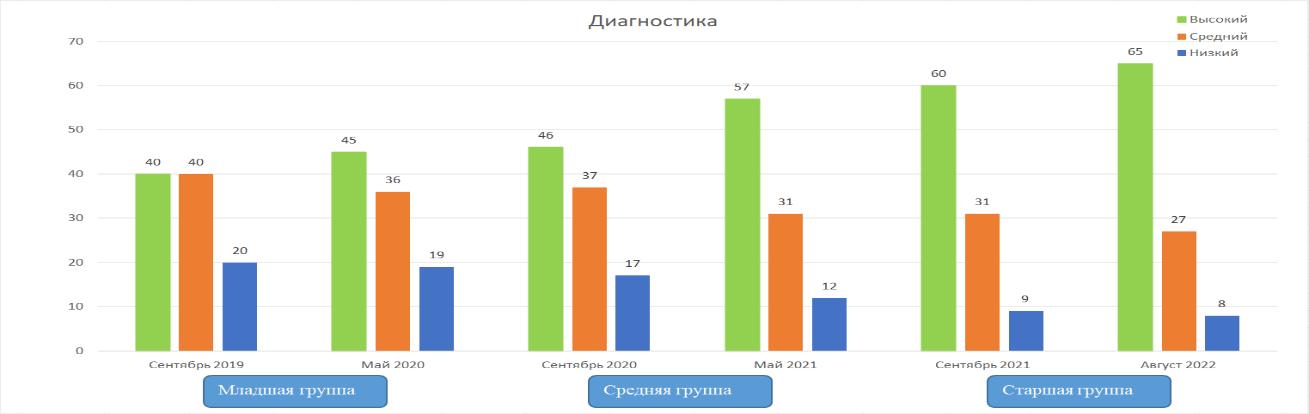 Диагностика
Высокий
Средний
Низкий
70
60
50
40
30
20
10
0
40 40 20
45 36 19
46 37 17
57 31 12
60 31 9
65 27 8
Сентябрь 2019 Май 2020 Сентябрь 2020 Май 2021 Сентябрь 2021 Август 2022
Младшая группа Средняя группа Старшая группа